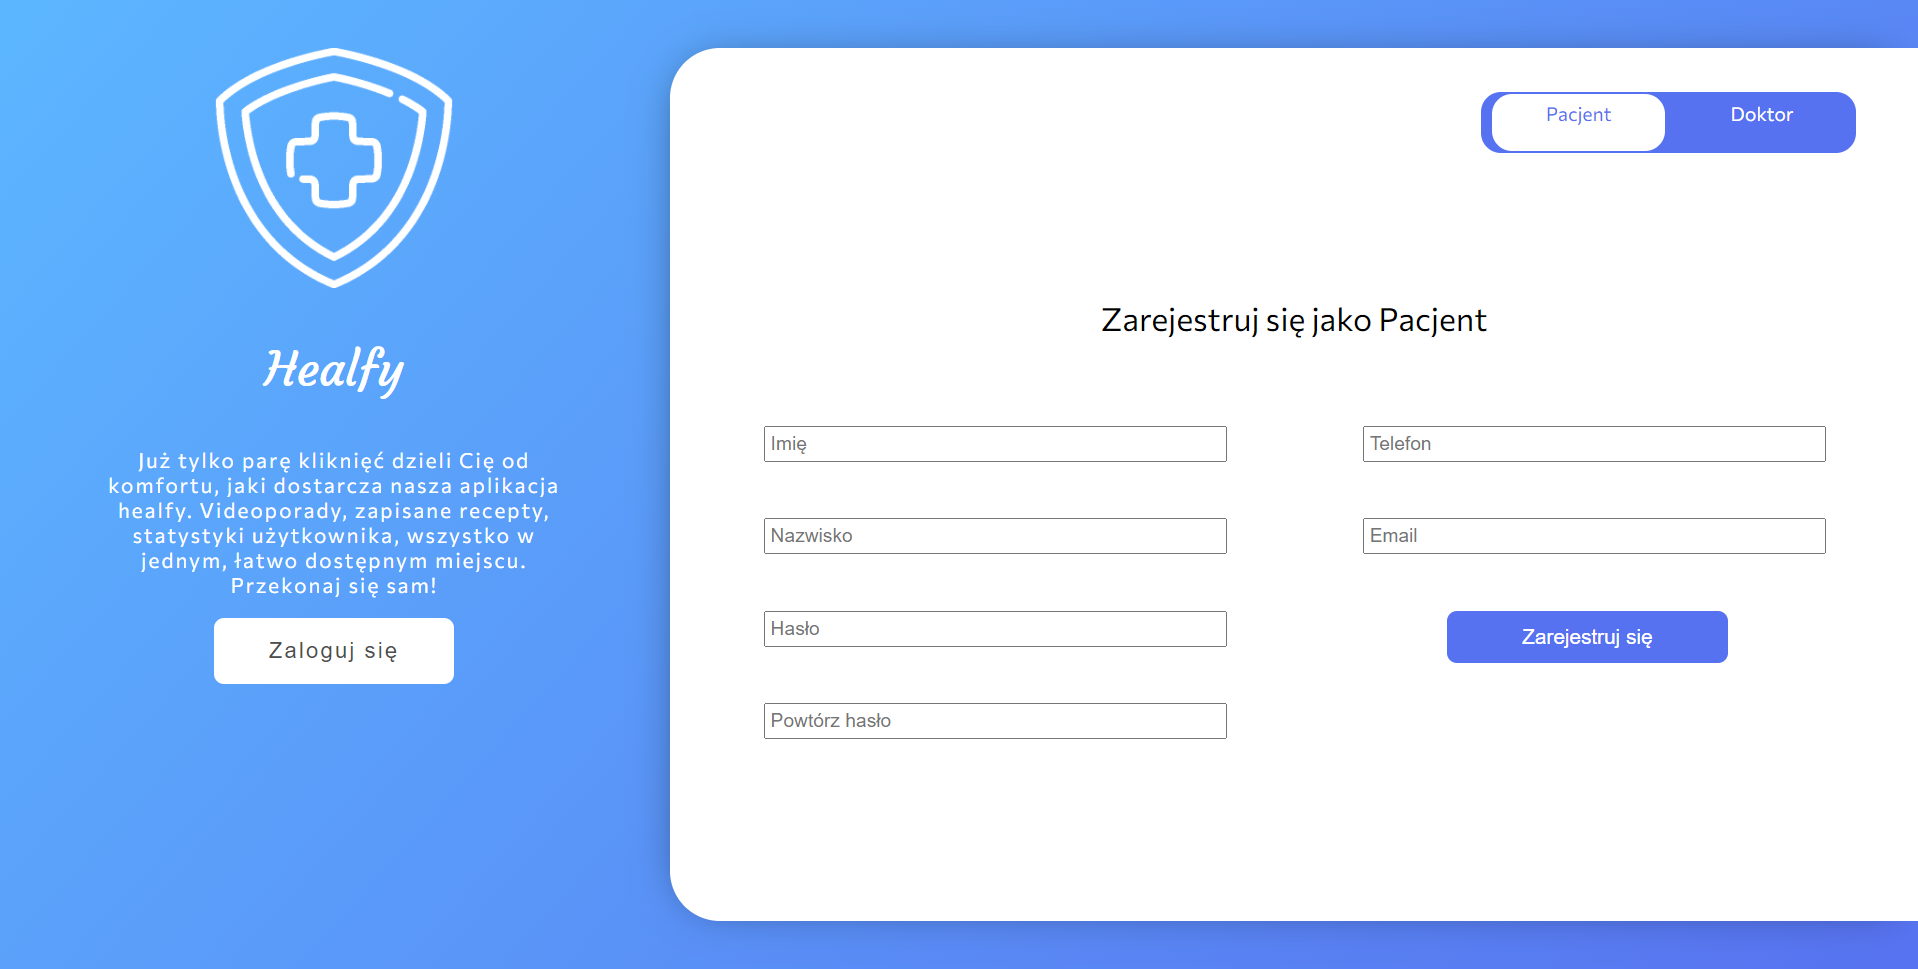 Healfy
Już tylko parę kliknięć dzieli Cię od
komfortu, jaki dostarcza nasza aplikacja
healfy. Videoporady, zapisane recepty,
statystyki użytkownika, wszystko w
jednym, łatwo dostępnym miejscu.
Przekonaj się sam!
Zaloguj się
Pacjent
Doktor
Zarejestruj się jako Pacjent
Imię
Telefon
Nazwisko
Email
Hasło
Zarejestruj się
Powtórz hasło